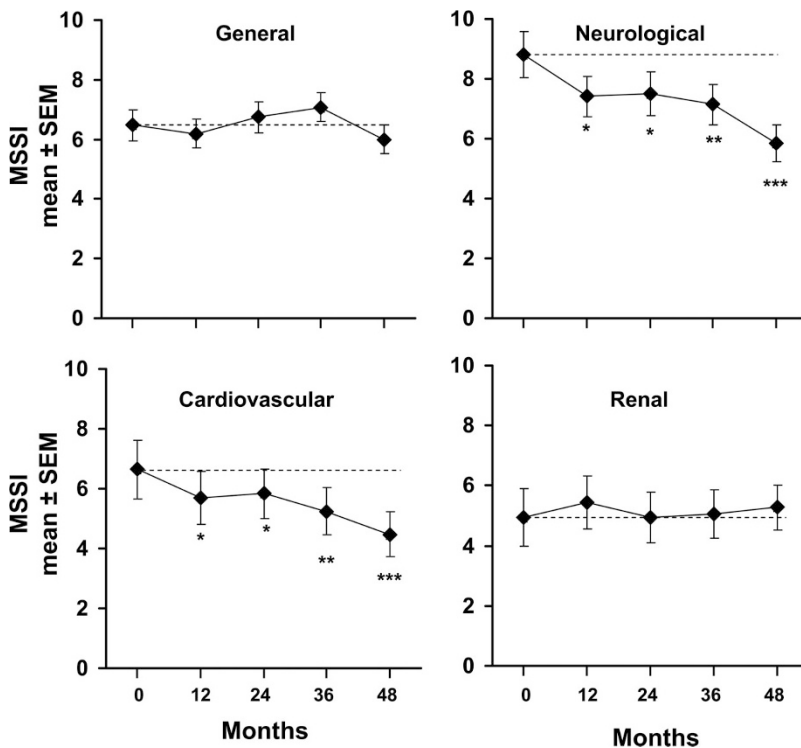 General
10
8
6
4
2
0
MSSI
mean ± SEM
Neurological
10
8
6
4
2
0
*
*
**
***
Cardiovascular
10
8
6
4
2
0
MSSI
mean ± SEM
*
*
**
***
0 12 24 36 48
Months
Renal
10
8
6
4
2
0
0 12 24 36 48
Months